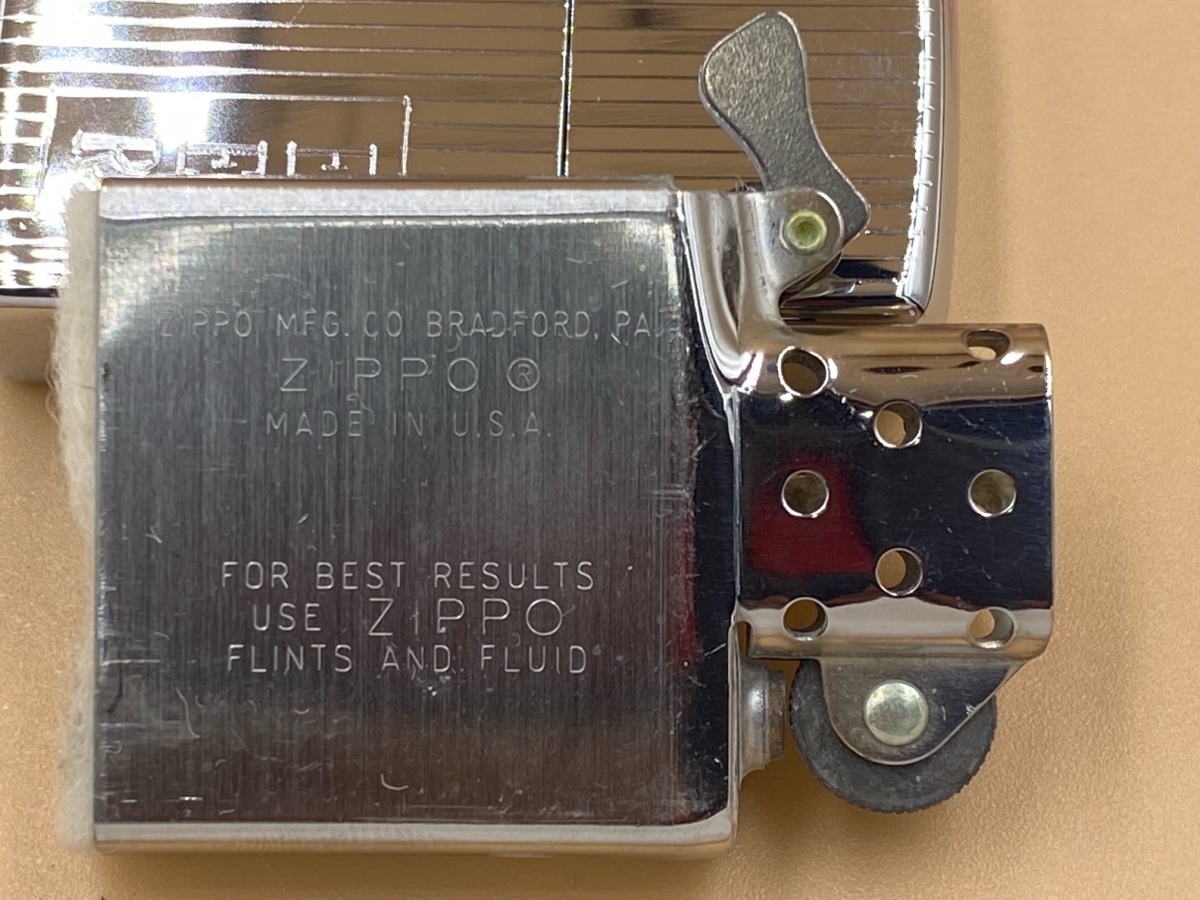 ZIPPO MFG. CO BRADFORD, PA.
ZIPPO®
MADE IN U.S.A.
FOR BEST RESULTS
USE ZIPPO
FLINTS AND FLUID